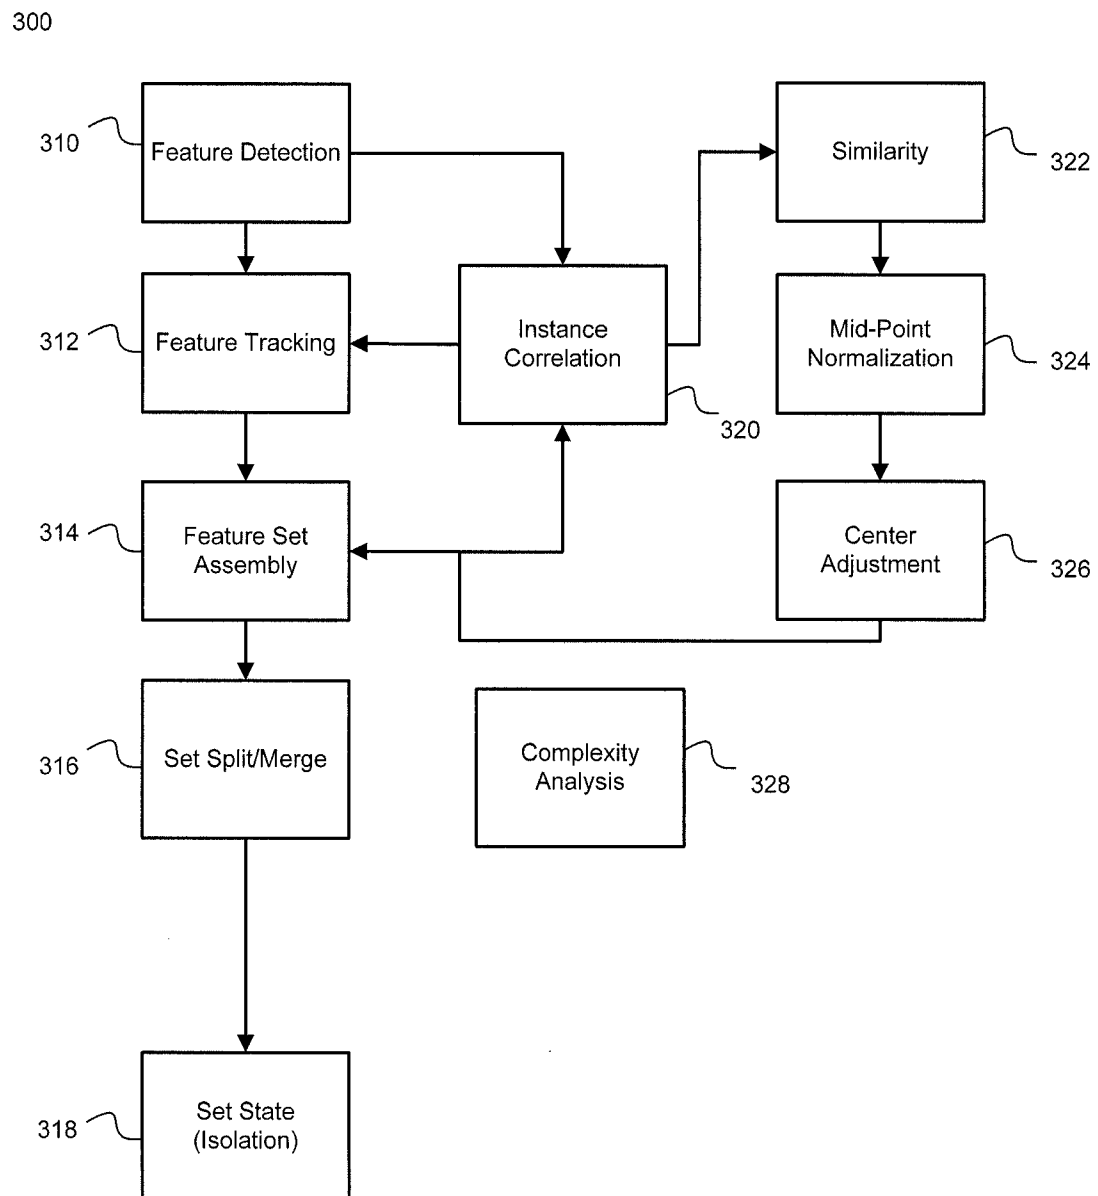 300
310
Feature Detection
Similarity
322
312
Feature Tracking
Instance
Correlation
320
Mid-Point
Normalization
324
314
Feature Set
Assembly
Center
Adjustment
326
316
Set Split/Merge
Complexity
Analysis
328
318
Set State
(Isolation)